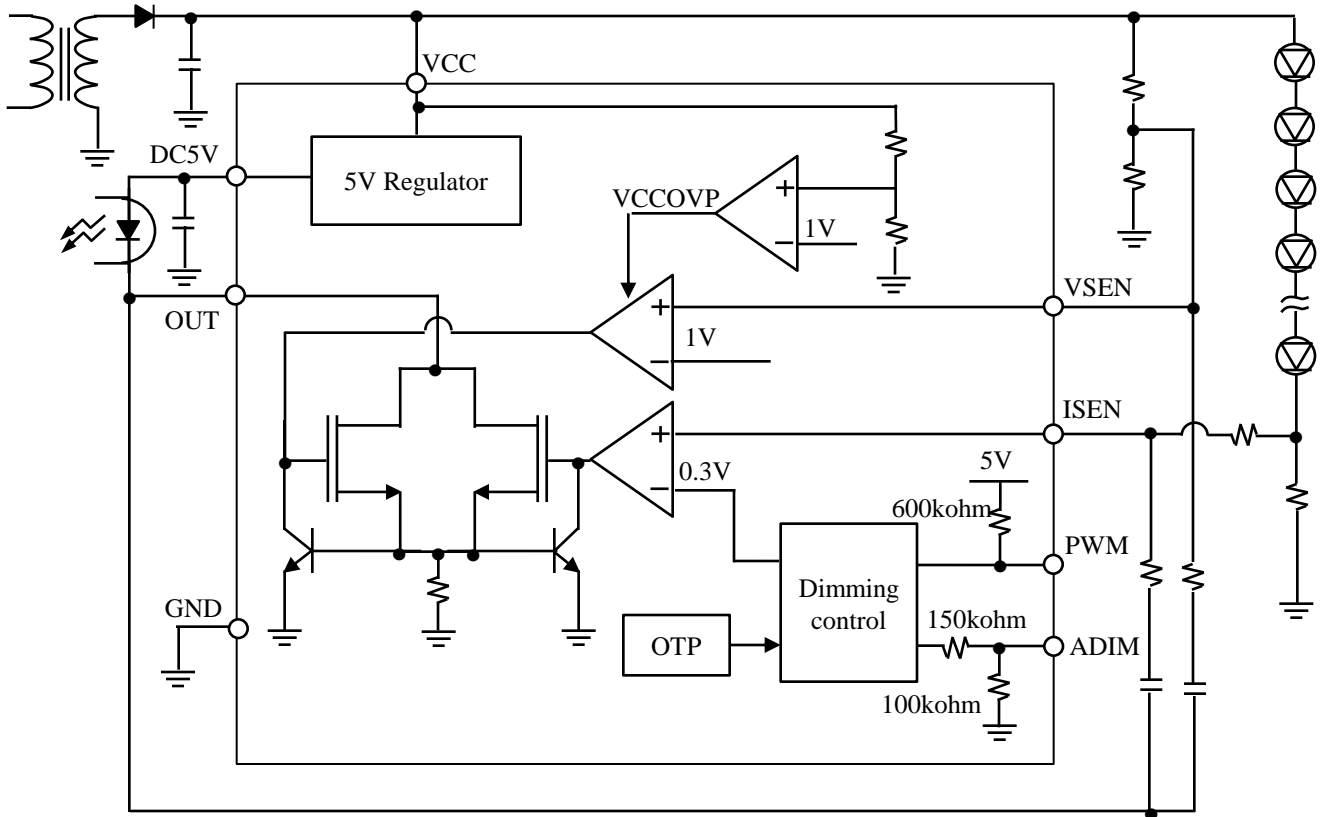 VCC
DC5V
5V Regulator
VCCOVP
+
1V
−
VSEN
OUT
+
1V
−
ISEN
+
0.3V
−
5V
600kohm
PWM
Dimming
control
GND
150kohm
OTP
ADIM
100kohm